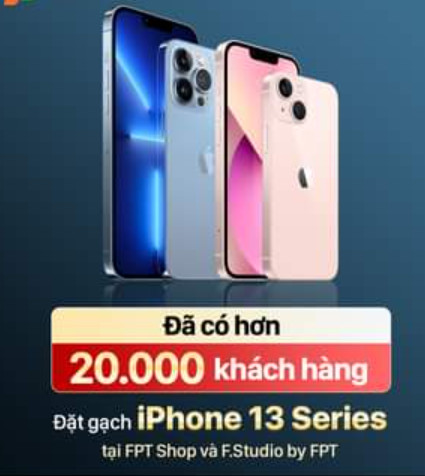 Đã có hơn
20.000 khách hàng
Đặt gạch iPhone 13 Series
tại FPT Shop và F.Studio by FPT